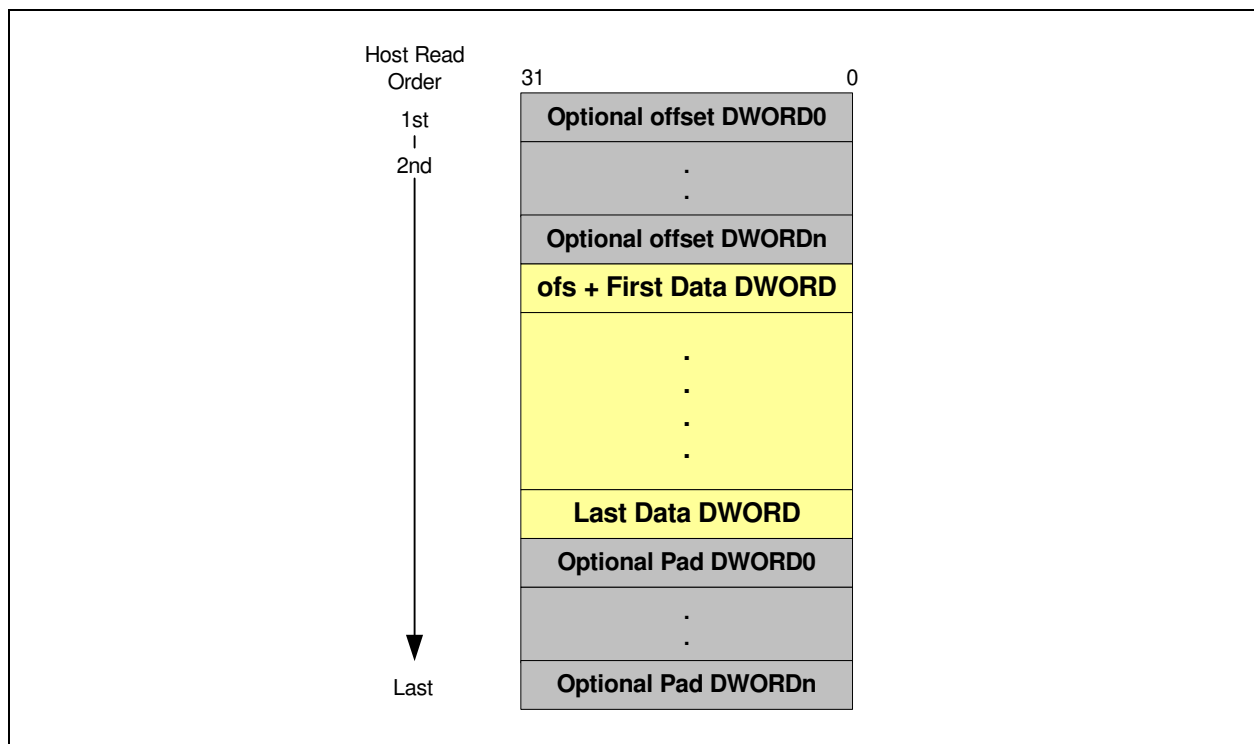 Host Read
Order
31 0
1st
2nd
Last
Optional offset DWORD0
.
.
Optional offset DWORDn
ofs + First Data DWORD
.
.
.
.
Last Data DWORD
Optional Pad DWORD0
.
.
Optional Pad DWORDn